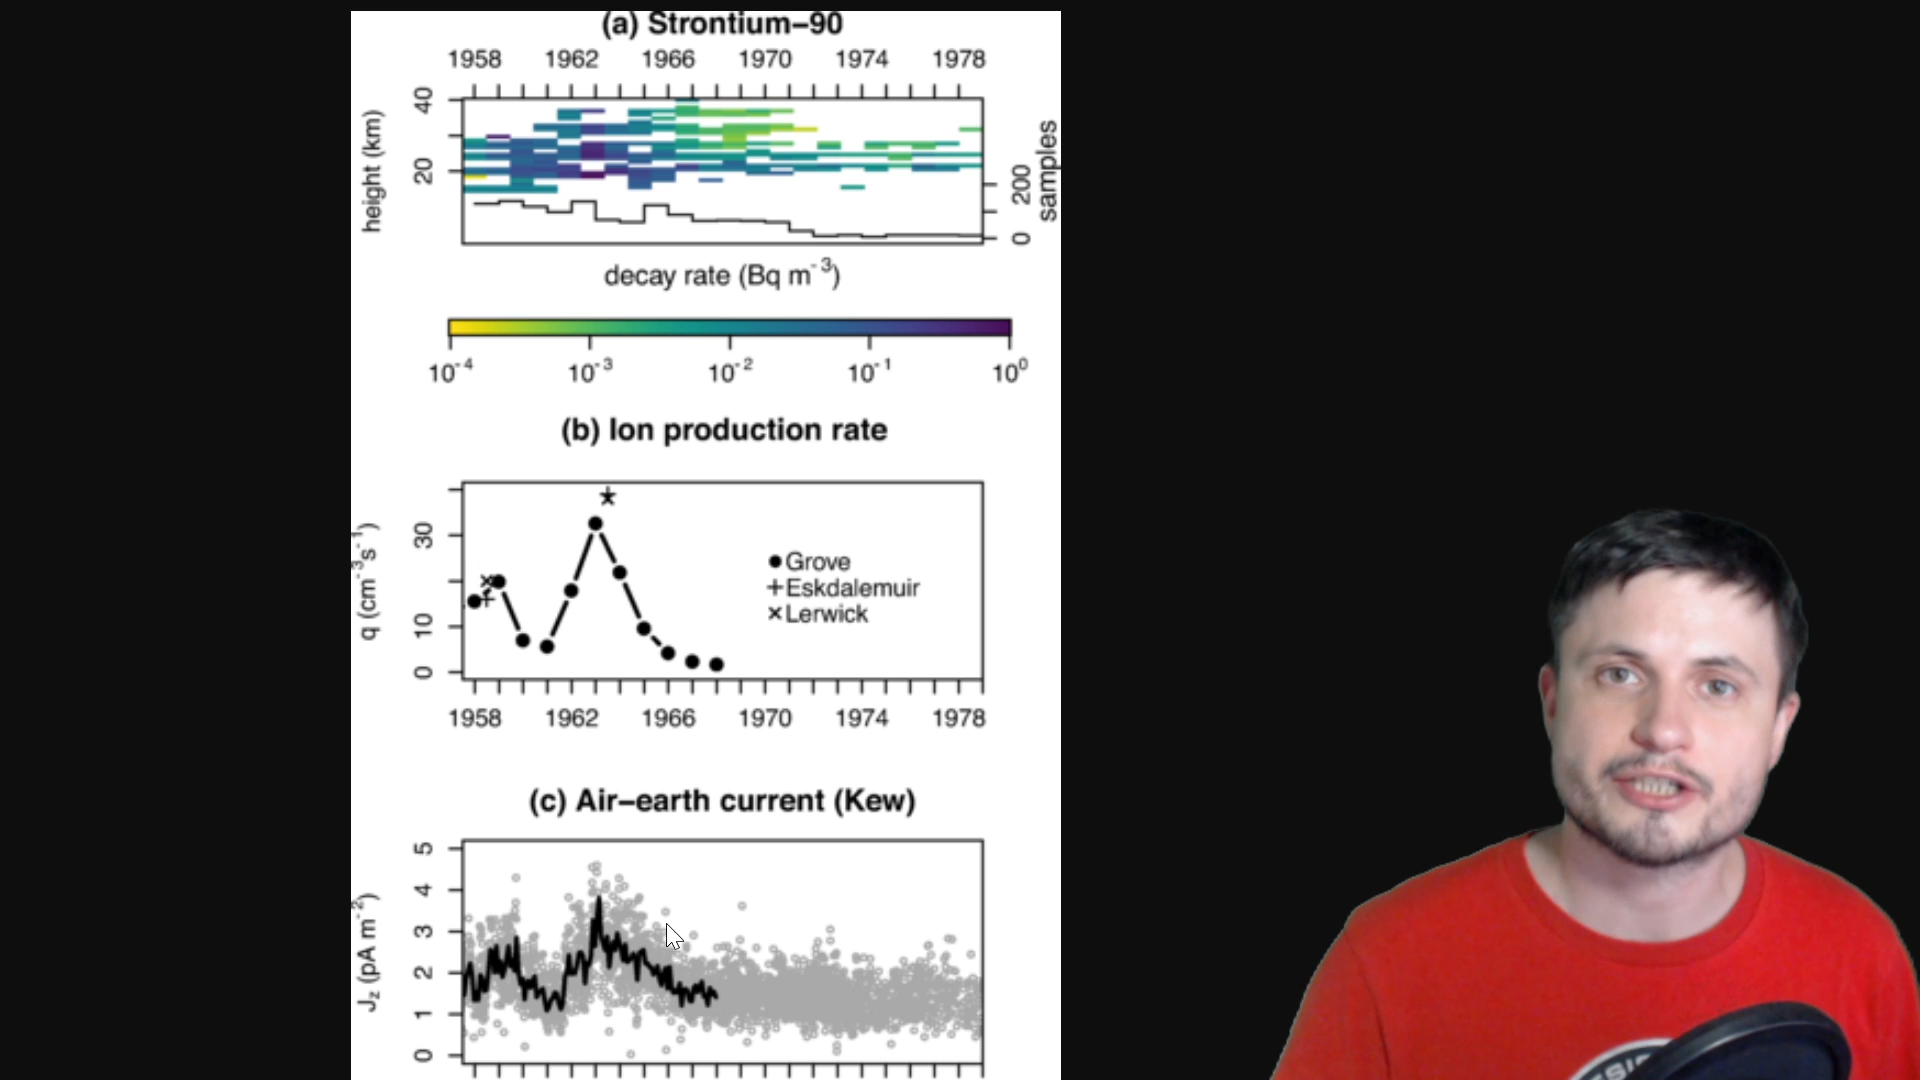 (a) Strontium–90
1958 1962 1966 1970 1974 1978
40
20
height (km)
200
0
samples
decay rate (Bq m⁻³)
10⁻⁴ 10⁻³ 10⁻² 10⁻¹ 10⁰
(b) Ion production rate
30
10
0
q (cm⁻³s⁻¹)
Grove
Eskdalemuir
Lerwick
1958 1962 1966 1970 1974 1978
(c) Air–earth current (Kew)
5
4
3
2
1
0
J_z (pA m⁻²)